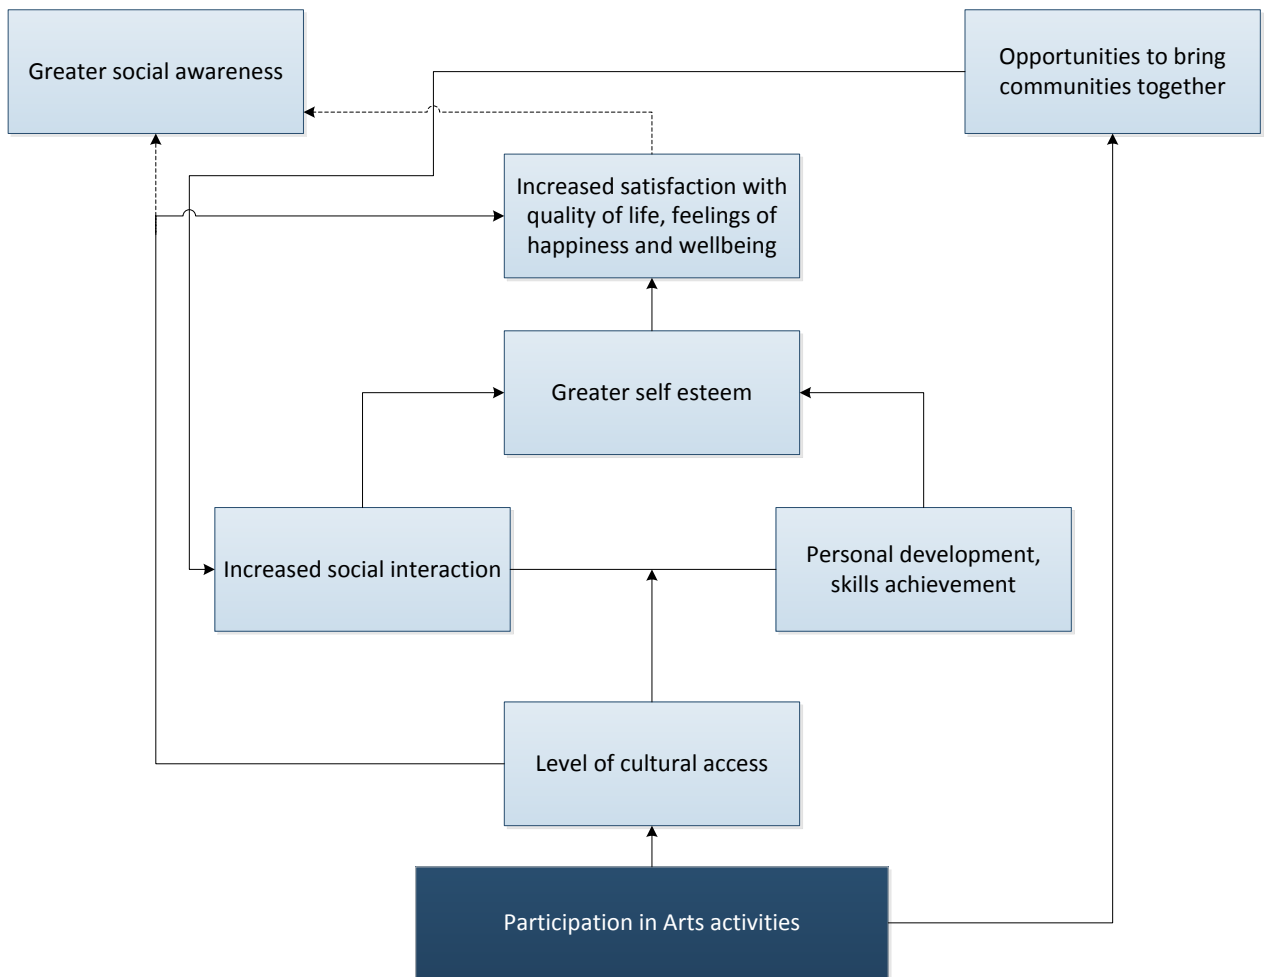 Greater social awareness
Opportunities to bring
communities together
Increased satisfaction with
quality of life, feelings of
happiness and wellbeing
Greater self esteem
Increased social interaction
Personal development,
skills achievement
Level of cultural access
Participation in Arts activities